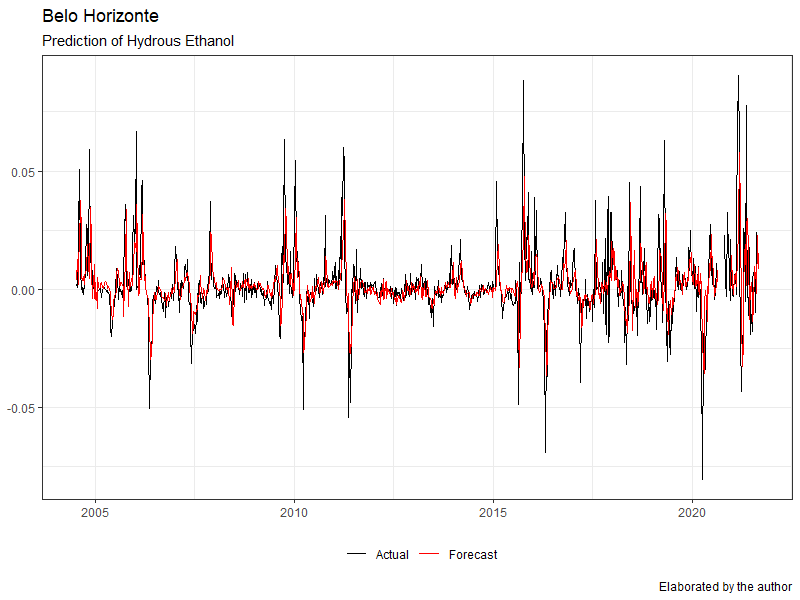 Belo Horizonte
Prediction of Hydrous Ethanol
0.05
0.00
-0.05
2005 2010 2015 2020
Actual Forecast
Elaborated by the author